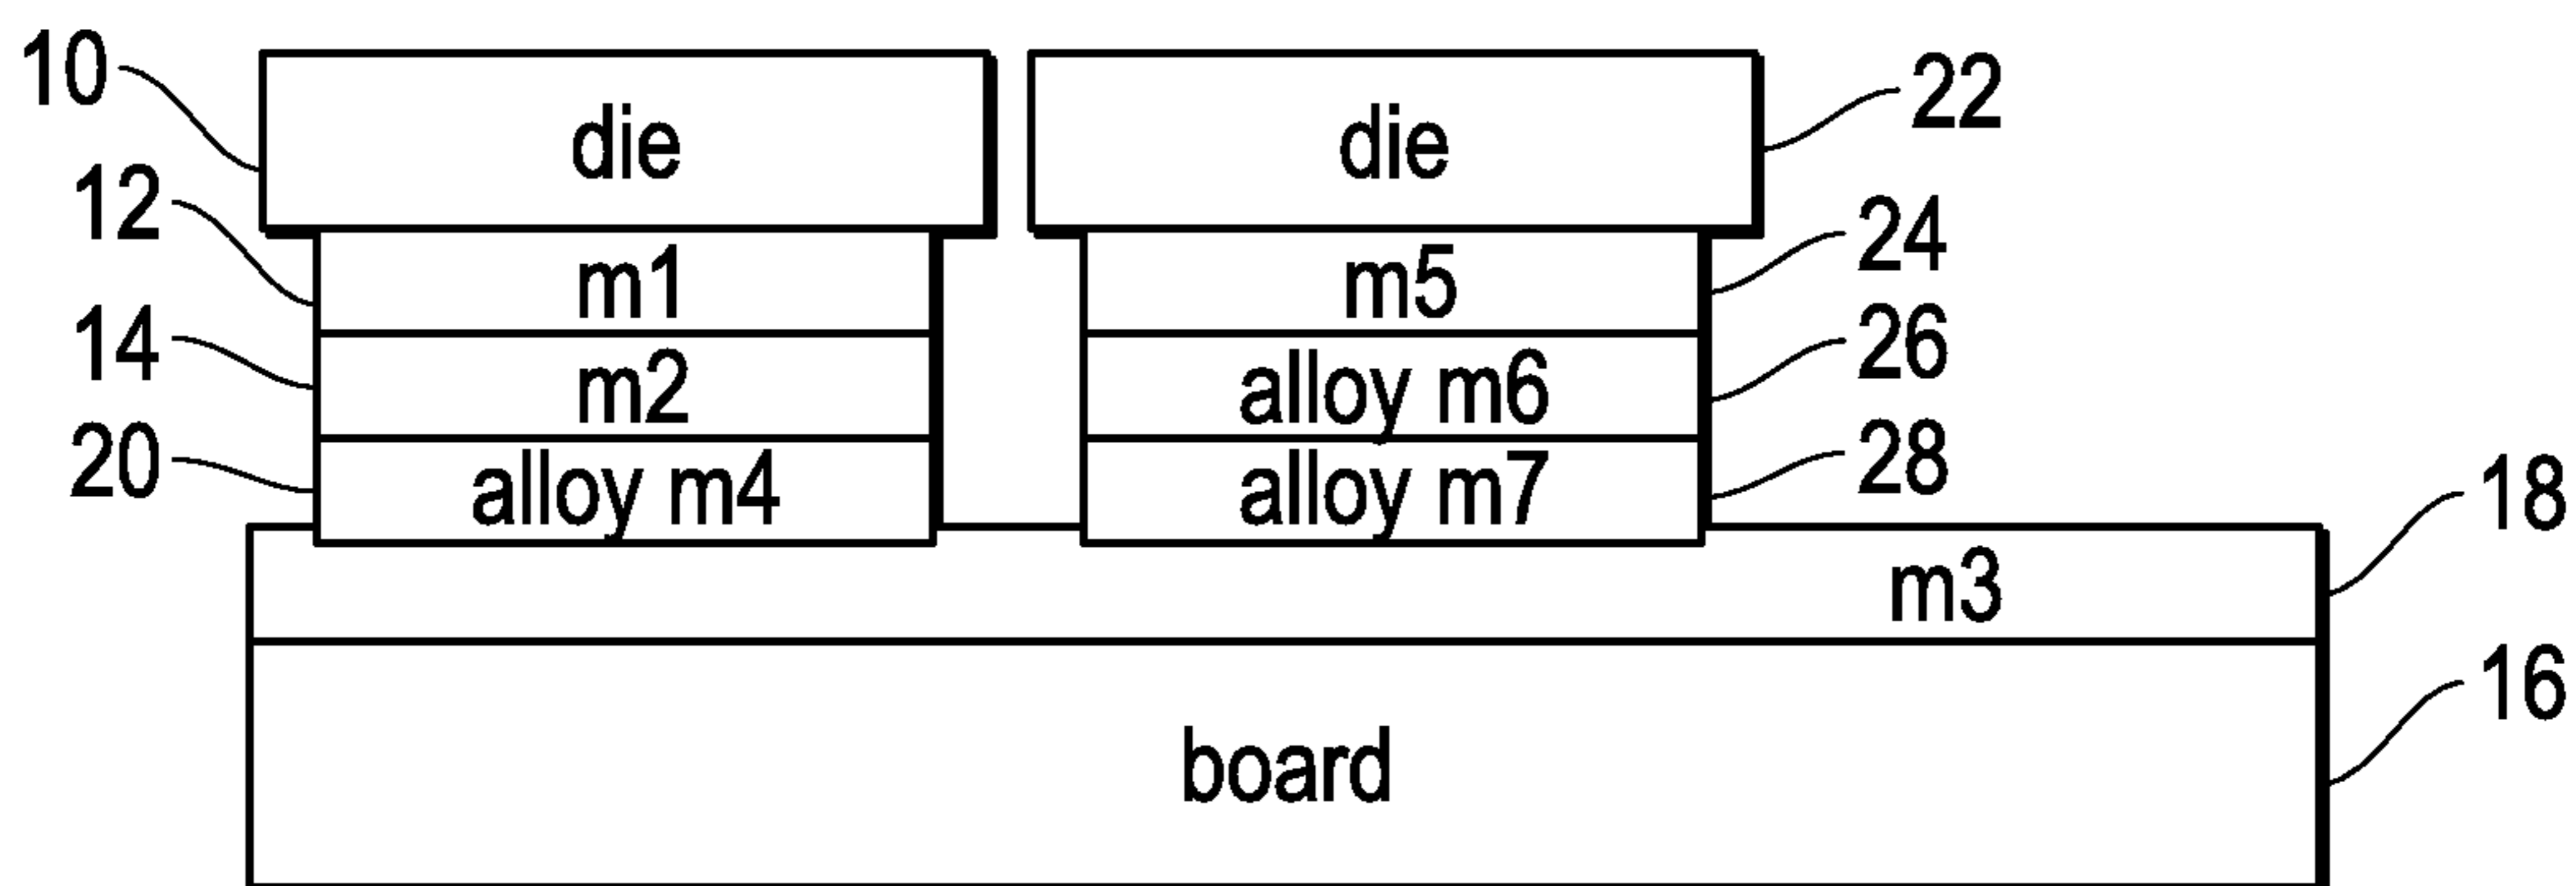 10 die die 22
12 m1 m5 24
14 m2 alloy m6 26
20 alloy m4 alloy m7 28
m3 18
board 16